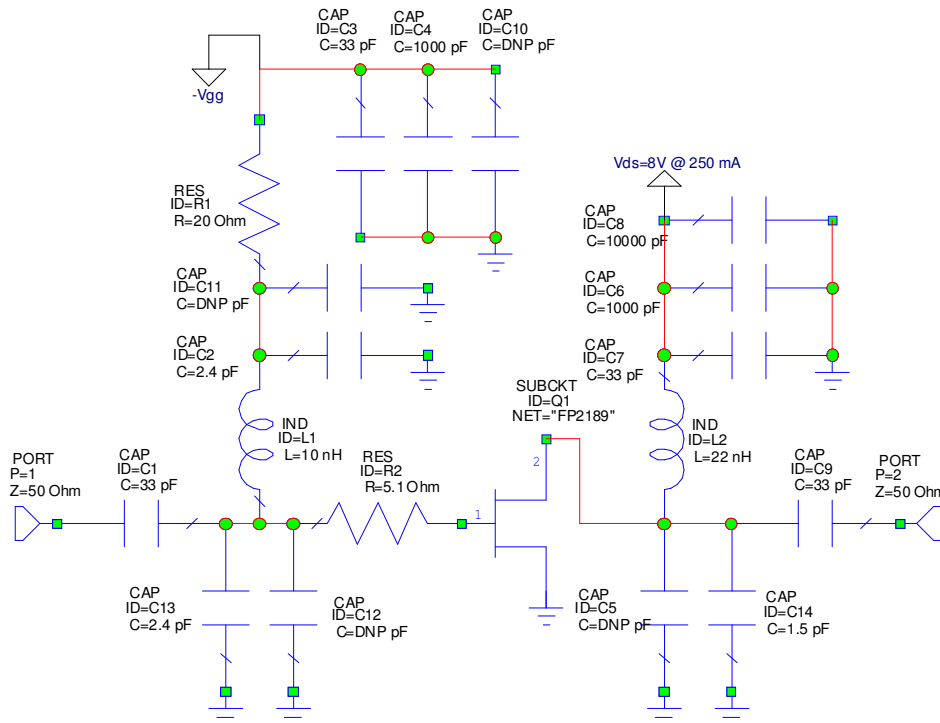 CAP
ID=C3
C=33 pF
CAP
ID=C4
C=1000 pF
CAP
ID=C10
C=DNP pF
-Vgg
RES
ID=R1
R=20 Ohm
Vds=8V @ 250 mA
CAP
ID=C8
C=10000 pF
CAP
ID=C11
C=DNP pF
CAP
ID=C6
C=1000 pF
CAP
ID=C2
C=2.4 pF
CAP
ID=C7
C=33 pF
SUBCKT
ID=Q1
NET="FP2189"
IND
ID=L1
L=10 nH
IND
ID=L2
L=22 nH
PORT
P=1
Z=50 Ohm
CAP
ID=C1
C=33 pF
RES
ID=R2
R=5.1 Ohm
2
1
CAP
ID=C9
C=33 pF
PORT
P=2
Z=50 Ohm
CAP
ID=C13
C=2.4 pF
CAP
ID=C12
C=DNP pF
CAP
ID=C5
C=DNP pF
CAP
ID=C14
C=1.5 pF